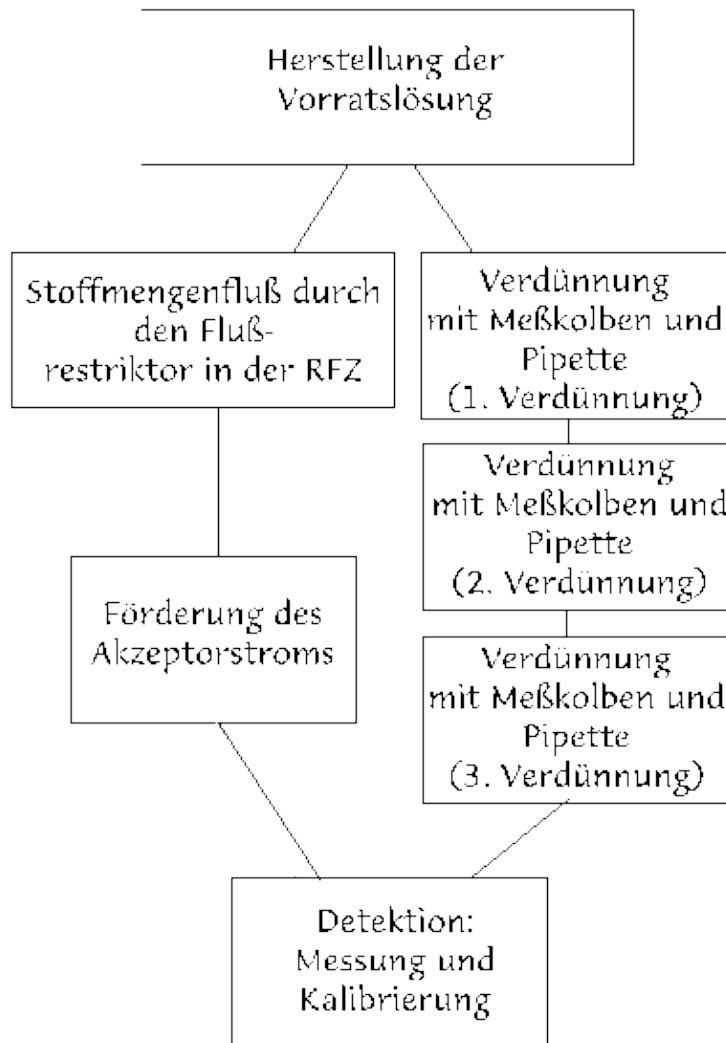 Herstellung der
Vorratslösung
Stoffmengenfluß durch
den Fluß-
restriktor in der RFZ
Förderung des
Akzeptorstroms
Verdünnung
mit Meßkolben und
Pipette
(1. Verdünnung)
Verdünnung
mit Meßkolben und
Pipette
(2. Verdünnung)
Verdünnung
mit Meßkolben und
Pipette
(3. Verdünnung)
Detektion:
Messung und
Kalibrierung